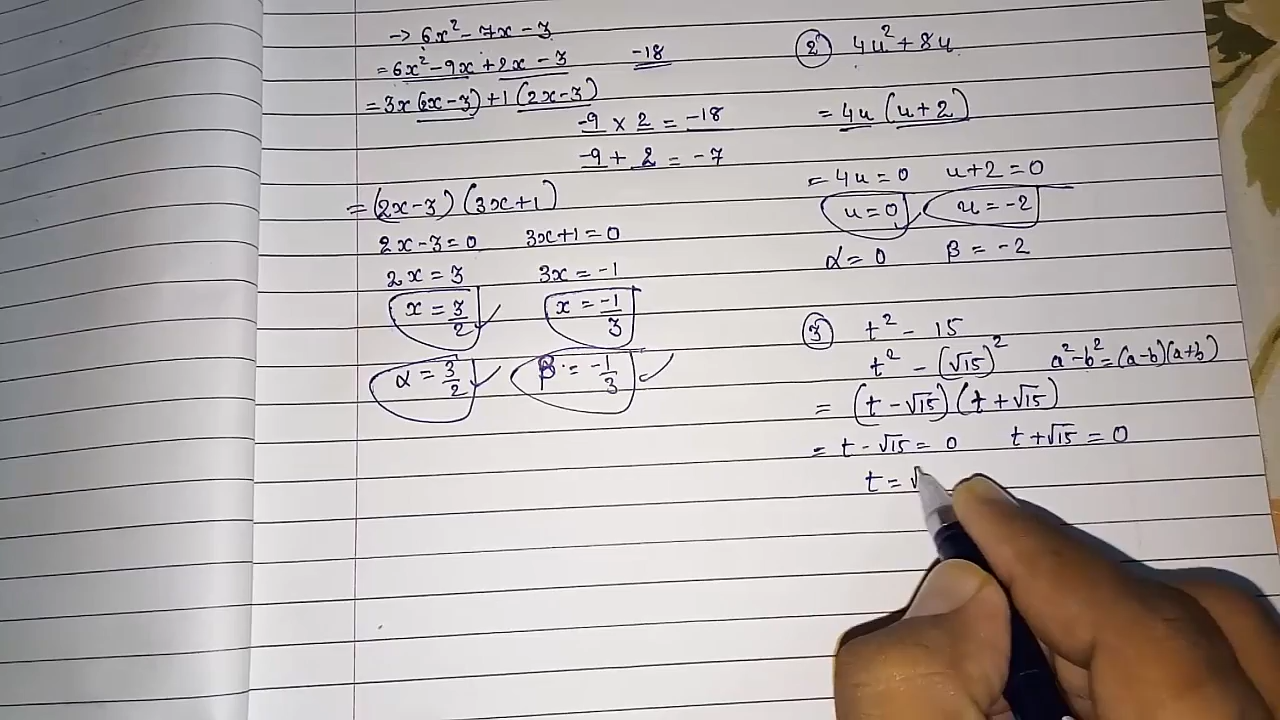 → 6x² - 7x - 3
= 6x² - 9x + 2x - 3
-18
= 3x(2x-3) + 1(2x-3)
-9 × 2 = -18
-9 + 2 = -7
= (2x-3) (3x+1)
2x-3=0 3x+1=0
2x = 3 3x = -1
x = 3/2 x = -1/3
α = 3/2 β = -1/3
2 4u² + 8u
= 4u (u+2)
= 4u = 0 u+2 = 0
u = 0 u = -2
α = 0 β = -2
3 t² - 15
t² - (√15)² a²-b²=(a-b)(a+b)
= (t - √15) (t + √15)
= t - √15 = 0 t + √15 = 0
t = √